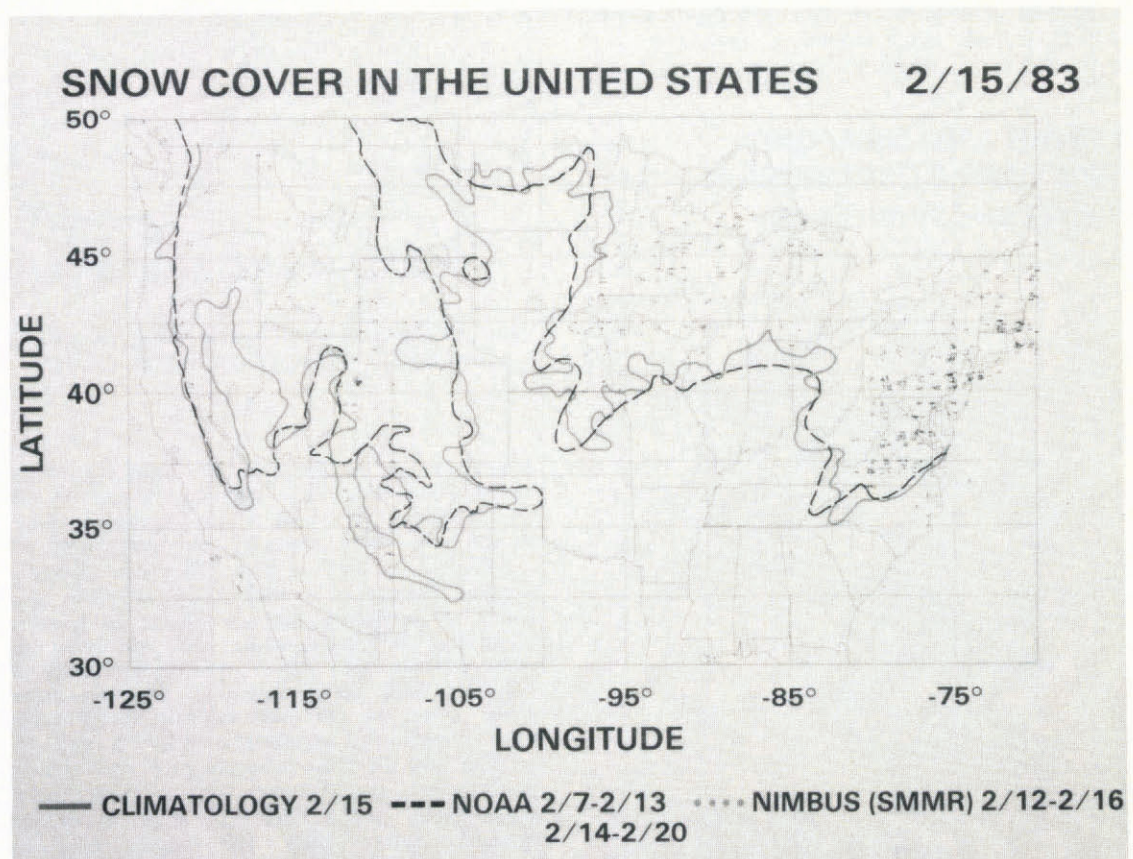 SNOW COVER IN THE UNITED STATES 2/15/83
50°
45°
40°
35°
30°
LATITUDE
-125° -115° -105° -95° -85° -75°
LONGITUDE
CLIMATOLOGY 2/15 NOAA 2/7-2/13 NIMBUS (SMMR) 2/12-2/16
2/14-2/20